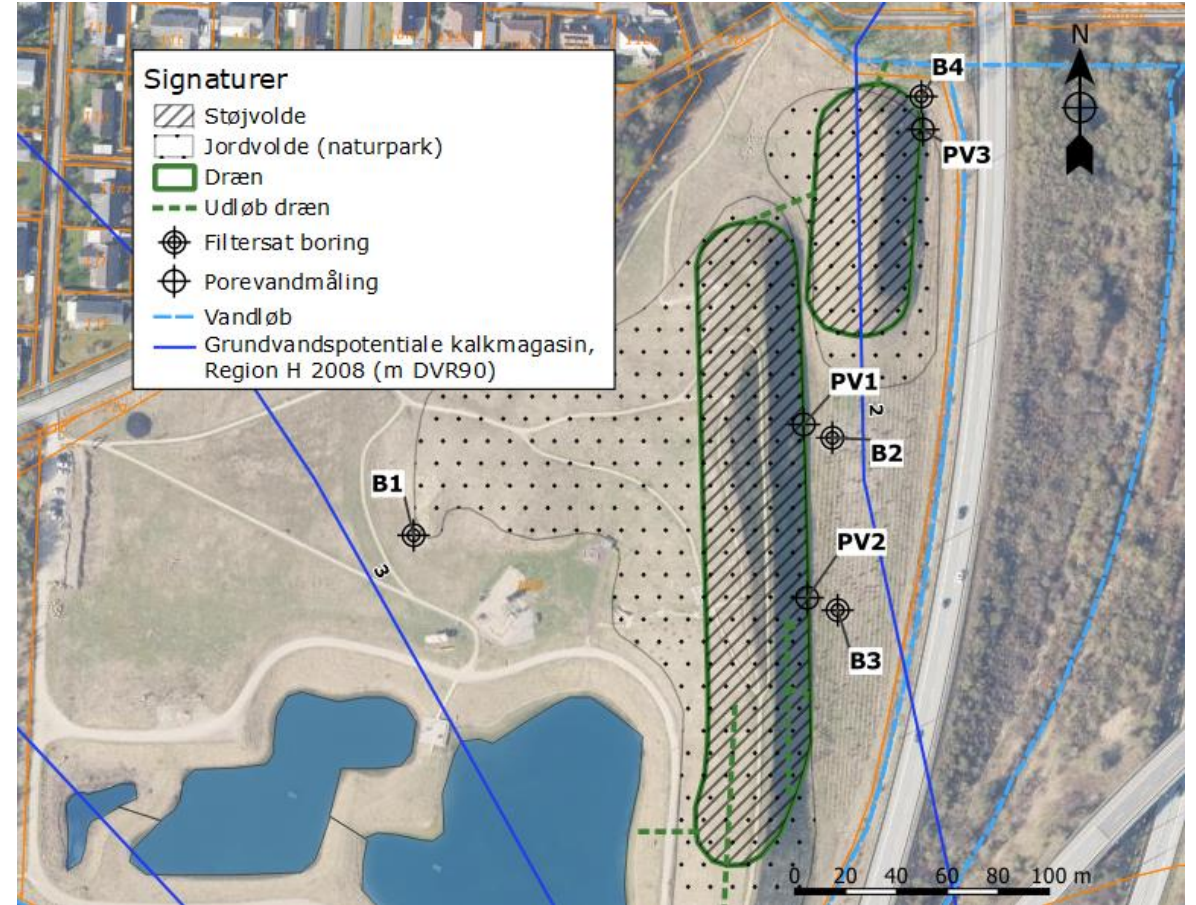 Signaturer
Støjvolde
Jordvolde (naturpark)
Dræn
Udløb dræn
Filtersat boring
Porevandmåling
Vandløb
Grundvandspotentiale kalkmagasin,
Region H 2008 (m DVR90)
N
B4
PV3
PV1
2
B2
B1
3
PV2
B3
0 20 40 60 80 100 m